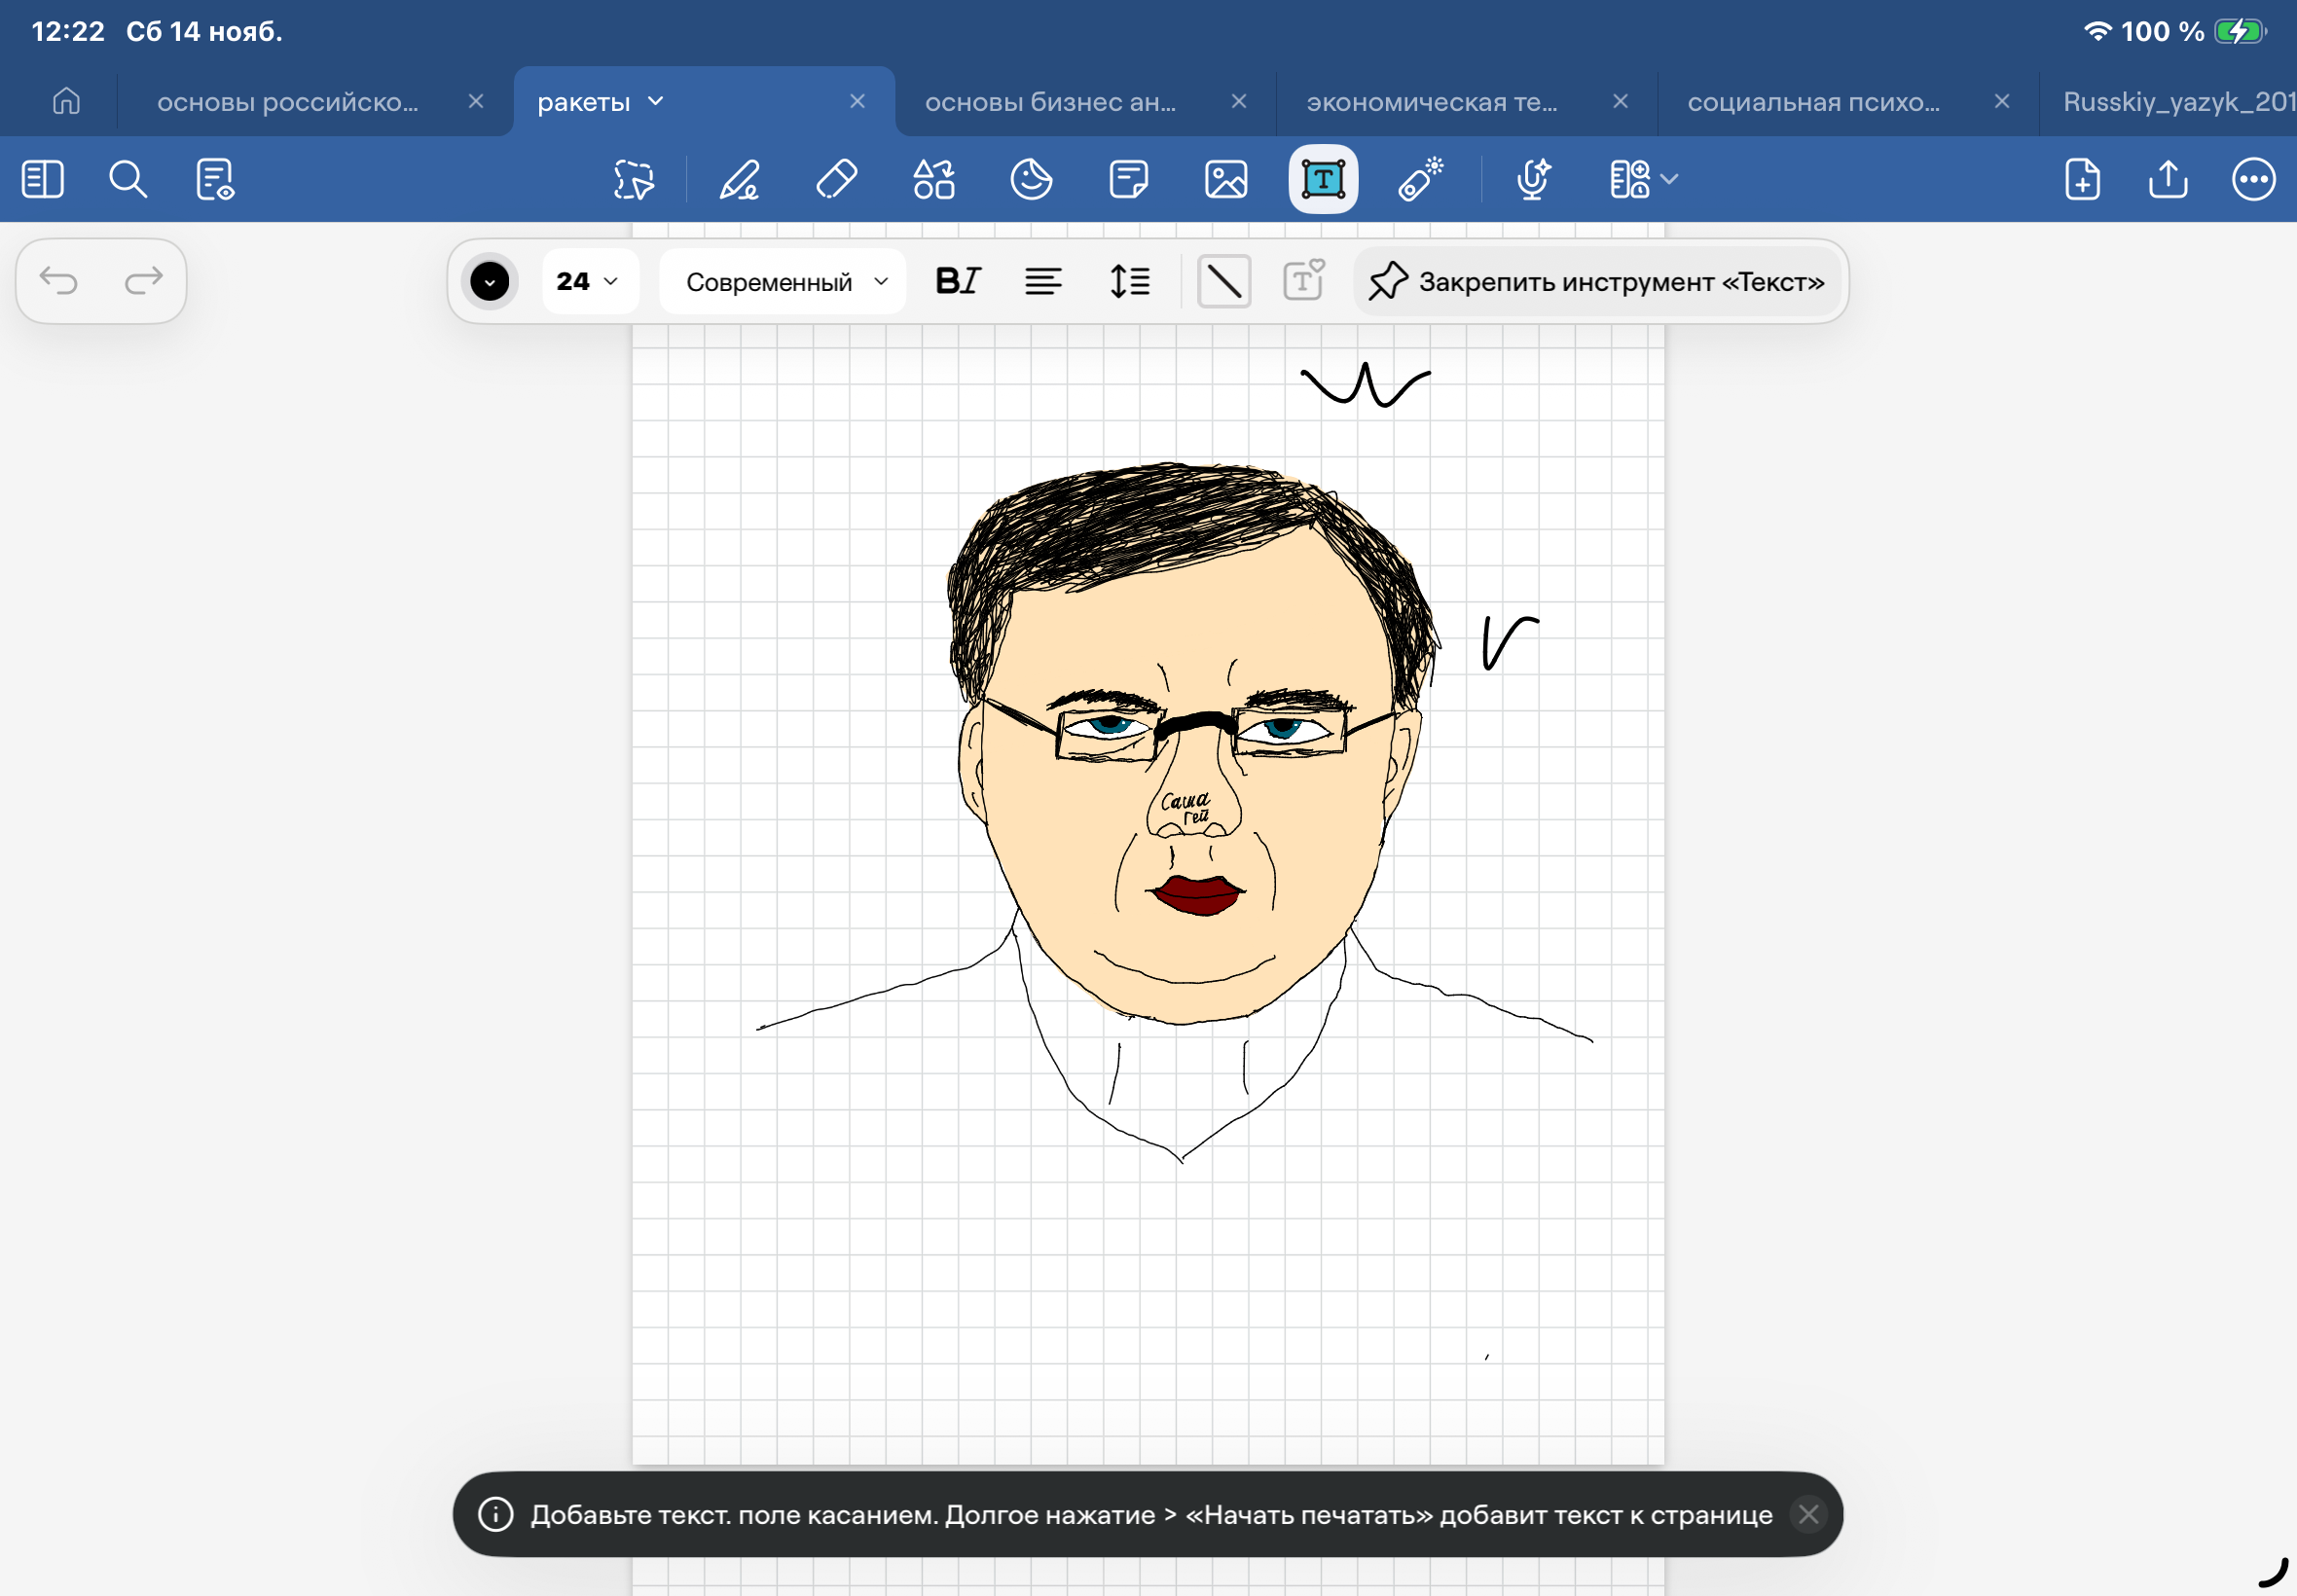 12:22 Сб 14 нояб. 100 %
основы российско... ракеты основы бизнес ан... экономическая те... социальная психо... Russkiy_yazyk_201
24 Современный BI Закрепить инструмент «Текст»
Саша
гей
Добавьте текст. поле касанием. Долгое нажатие > «Начать печатать» добавит текст к странице